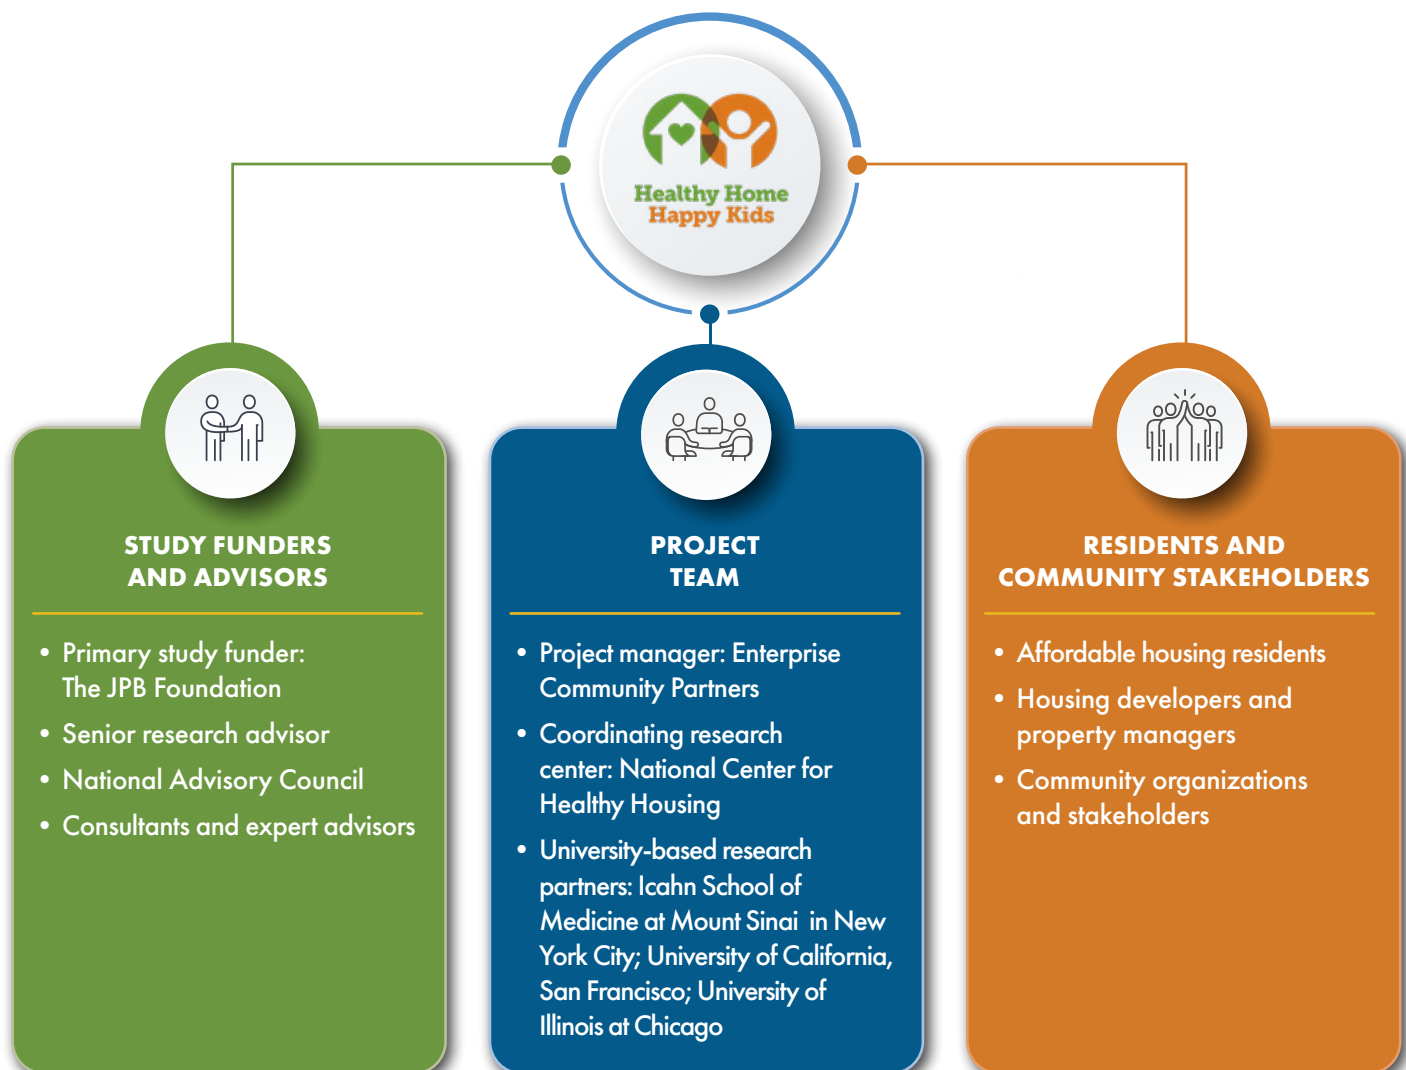 Healthy Home
Happy Kids
STUDY FUNDERS
AND ADVISORS
• Primary study funder:
The JPB Foundation
• Senior research advisor
• National Advisory Council
• Consultants and expert advisors
PROJECT
TEAM
• Project manager: Enterprise
Community Partners
• Coordinating research
center: National Center for
Healthy Housing
• University-based research
partners: Icahn School of
Medicine at Mount Sinai in New
York City; University of California,
San Francisco; University of
Illinois at Chicago
RESIDENTS AND
COMMUNITY STAKEHOLDERS
• Affordable housing residents
• Housing developers and
property managers
• Community organizations
and stakeholders